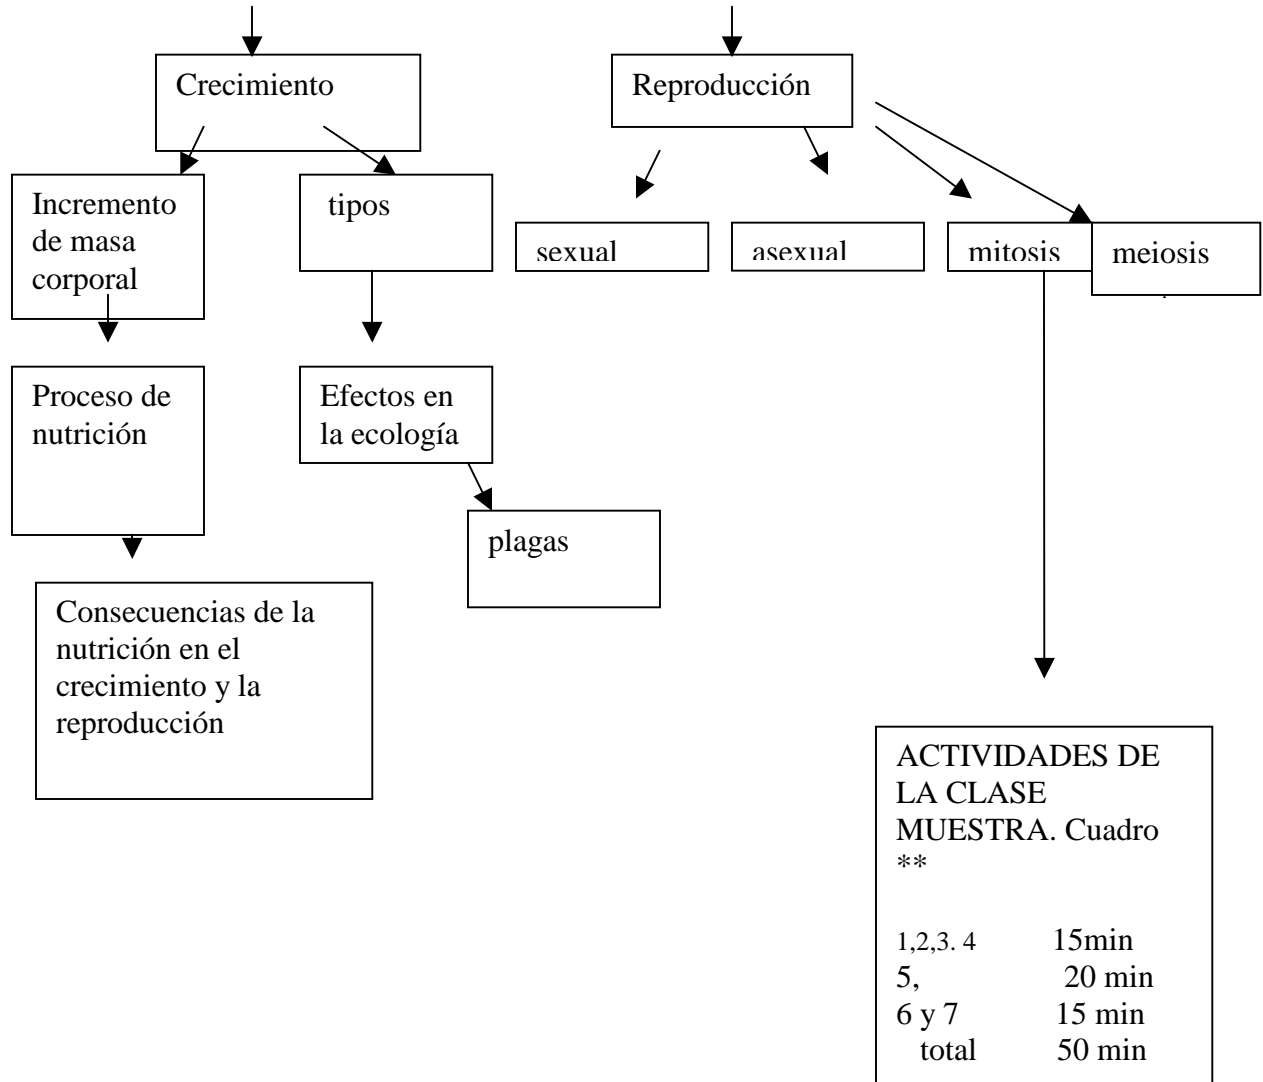 Crecimiento
Reproducción
Incremento
de masa
corporal
tipos
sexual
asexual
mitosis
meiosis
Proceso de
nutrición
Efectos en
la ecología
plagas
Consecuencias de la
nutrición en el
crecimiento y la
reproducción
ACTIVIDADES DE
LA CLASE
MUESTRA. Cuadro
**
1,2,3. 4 15min
5, 20 min
6 y 7 15 min
total 50 min